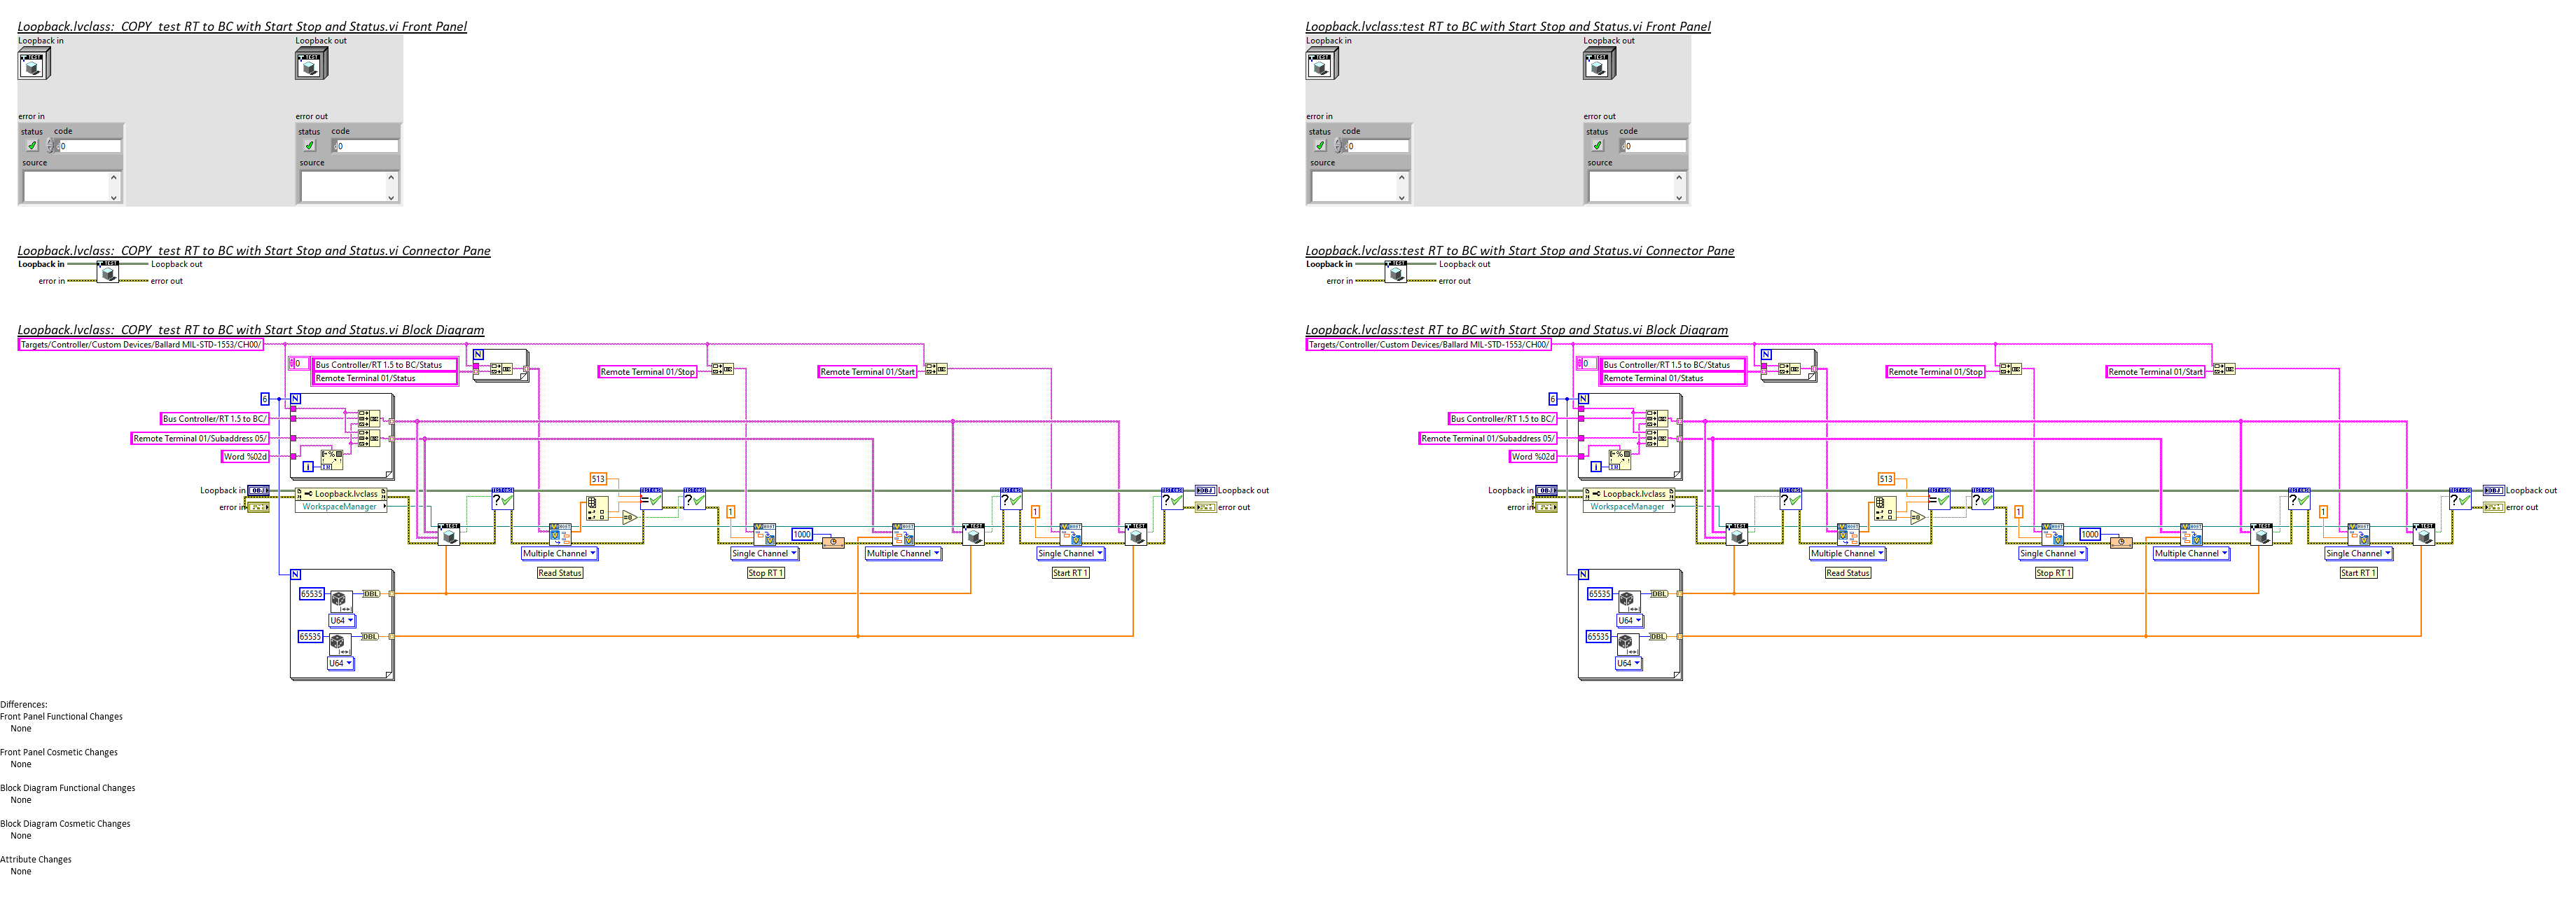 Loopback.lvclass:  COPY  test RT to BC with Start Stop and Status.vi Front Panel
Loopback in
Loopback out
TEST
TEST
error in
error out
status code
status code
0
0
source
source
Loopback.lvclass:  COPY  test RT to BC with Start Stop and Status.vi Connector Pane
Loopback in
TEST
Loopback out
error in
error out
Loopback.lvclass:  COPY  test RT to BC with Start Stop and Status.vi Block Diagram
Targets/Controller/Custom Devices/Ballard MIL-STD-1553/CH00/
N
0
Bus Controller/RT 1.5 to BC/Status
Remote Terminal 01/Status
Remote Terminal 01/Stop
Remote Terminal 01/Start
6
N
Bus Controller/RT 1.5 to BC/
Remote Terminal 01/Subaddress 05/
Word %02d
i
513
Loopback in
Loopback.lvclass
Loopback out
error in
WorkspaceManager
error out
1
1
TEST
1000
TEST
TEST
Multiple Channel
Single Channel
Multiple Channel
Single Channel
Read Status
Stop RT 1
Start RT 1
N
65535
DBL
U64
65535
DBL
U64
Differences:
Front Panel Functional Changes
None
Front Panel Cosmetic Changes
None
Block Diagram Functional Changes
None
Block Diagram Cosmetic Changes
None
Attribute Changes
None
Loopback.lvclass:test RT to BC with Start Stop and Status.vi Front Panel
Loopback in
Loopback out
TEST
TEST
error in
error out
status code
status code
0
0
source
source
Loopback.lvclass:test RT to BC with Start Stop and Status.vi Connector Pane
Loopback in
TEST
Loopback out
error in
error out
Loopback.lvclass:test RT to BC with Start Stop and Status.vi Block Diagram
Targets/Controller/Custom Devices/Ballard MIL-STD-1553/CH00/
N
0
Bus Controller/RT 1.5 to BC/Status
Remote Terminal 01/Status
Remote Terminal 01/Stop
Remote Terminal 01/Start
6
N
Bus Controller/RT 1.5 to BC/
Remote Terminal 01/Subaddress 05/
Word %02d
i
513
Loopback in
Loopback.lvclass
Loopback out
error in
WorkspaceManager
error out
1
1
TEST
1000
TEST
TEST
Multiple Channel
Single Channel
Multiple Channel
Single Channel
Read Status
Stop RT 1
Start RT 1
N
65535
DBL
U64
65535
DBL
U64